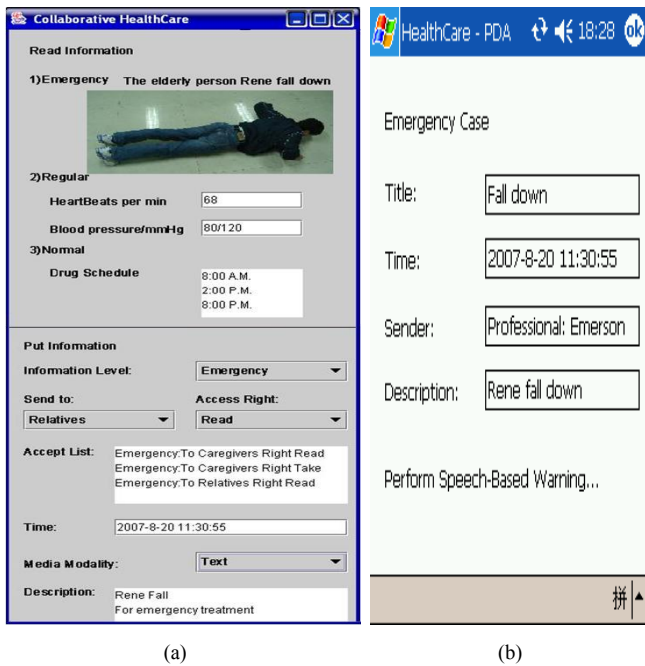 Collaborative HealthCare
Read Information
1)Emergency The elderly person Rene fall down
2)Regular
HeartBeats per min 68
Blood pressure/mmHg 80/120
3)Normal
Drug Schedule 8:00 A.M.
2:00 P.M.
8:00 P.M.
Put Information
Information Level: Emergency
Send to: Access Right:
Relatives Read
Accept List: Emergency:To Caregivers Right Read
Emergency:To Caregivers Right Take
Emergency:To Relatives Right Read
Time: 2007-8-20 11:30:55
Media Modality: Text
Description: Rene Fall
For emergency treatment
(a)
HealthCare - PDA 18:28 ok
Emergency Case
Title: Fall down
Time: 2007-8-20 11:30:55
Sender: Professional: Emerson
Description: Rene fall down
Perform Speech-Based Warning...
拼
(b)